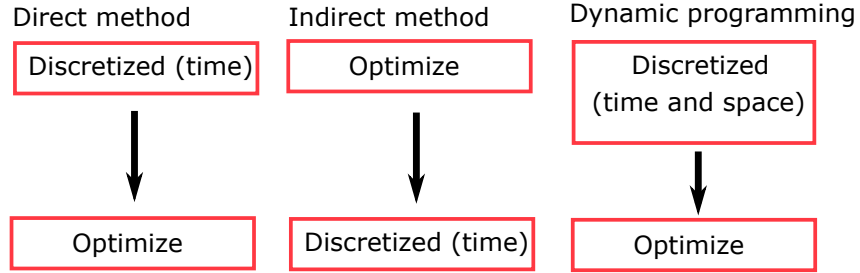 Direct method
Discretized (time)
Optimize
Indirect method
Optimize
Discretized (time)
Dynamic programming
Discretized
(time and space)
Optimize